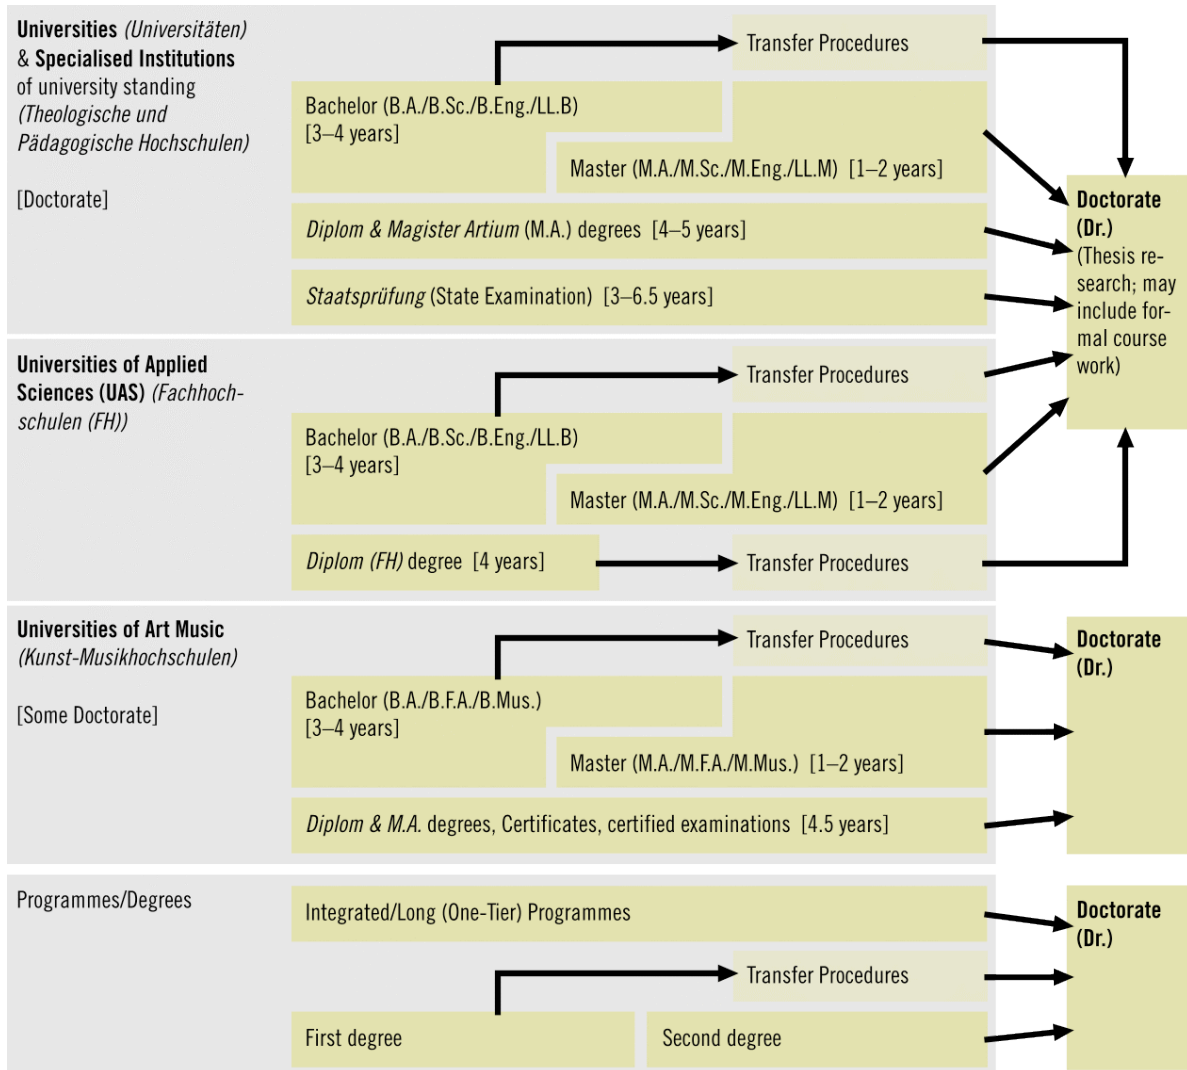 Universities (Universitäten)
& Specialised Institutions
of university standing
(Theologische und
Pädagogische Hochschulen)
[Doctorate]
Transfer Procedures
Bachelor (B.A./B.Sc./B.Eng./LL.B)
[3–4 years]
Master (M.A./M.Sc./M.Eng./LL.M) [1–2 years]
Diplom & Magister Artium (M.A.) degrees [4–5 years]
Staatsprüfung (State Examination) [3–6.5 years]
Doctorate
(Dr.)
(Thesis re-
search; may
include for-
mal course
work)
Universities of Applied
Sciences (UAS) (Fachhoch-
schulen (FH))
Transfer Procedures
Bachelor (B.A./B.Sc./B.Eng./LL.B)
[3–4 years]
Master (M.A./M.Sc./M.Eng./LL.M) [1–2 years]
Diplom (FH) degree [4 years]
Transfer Procedures
Universities of Art Music
(Kunst-Musikhochschulen)
[Some Doctorate]
Transfer Procedures
Bachelor (B.A./B.F.A./B.Mus.)
[3–4 years]
Master (M.A./M.F.A./M.Mus.) [1–2 years]
Diplom & M.A. degrees, Certificates, certified examinations [4.5 years]
Doctorate
(Dr.)
Programmes/Degrees
Integrated/Long (One-Tier) Programmes
Transfer Procedures
First degree
Second degree
Doctorate
(Dr.)